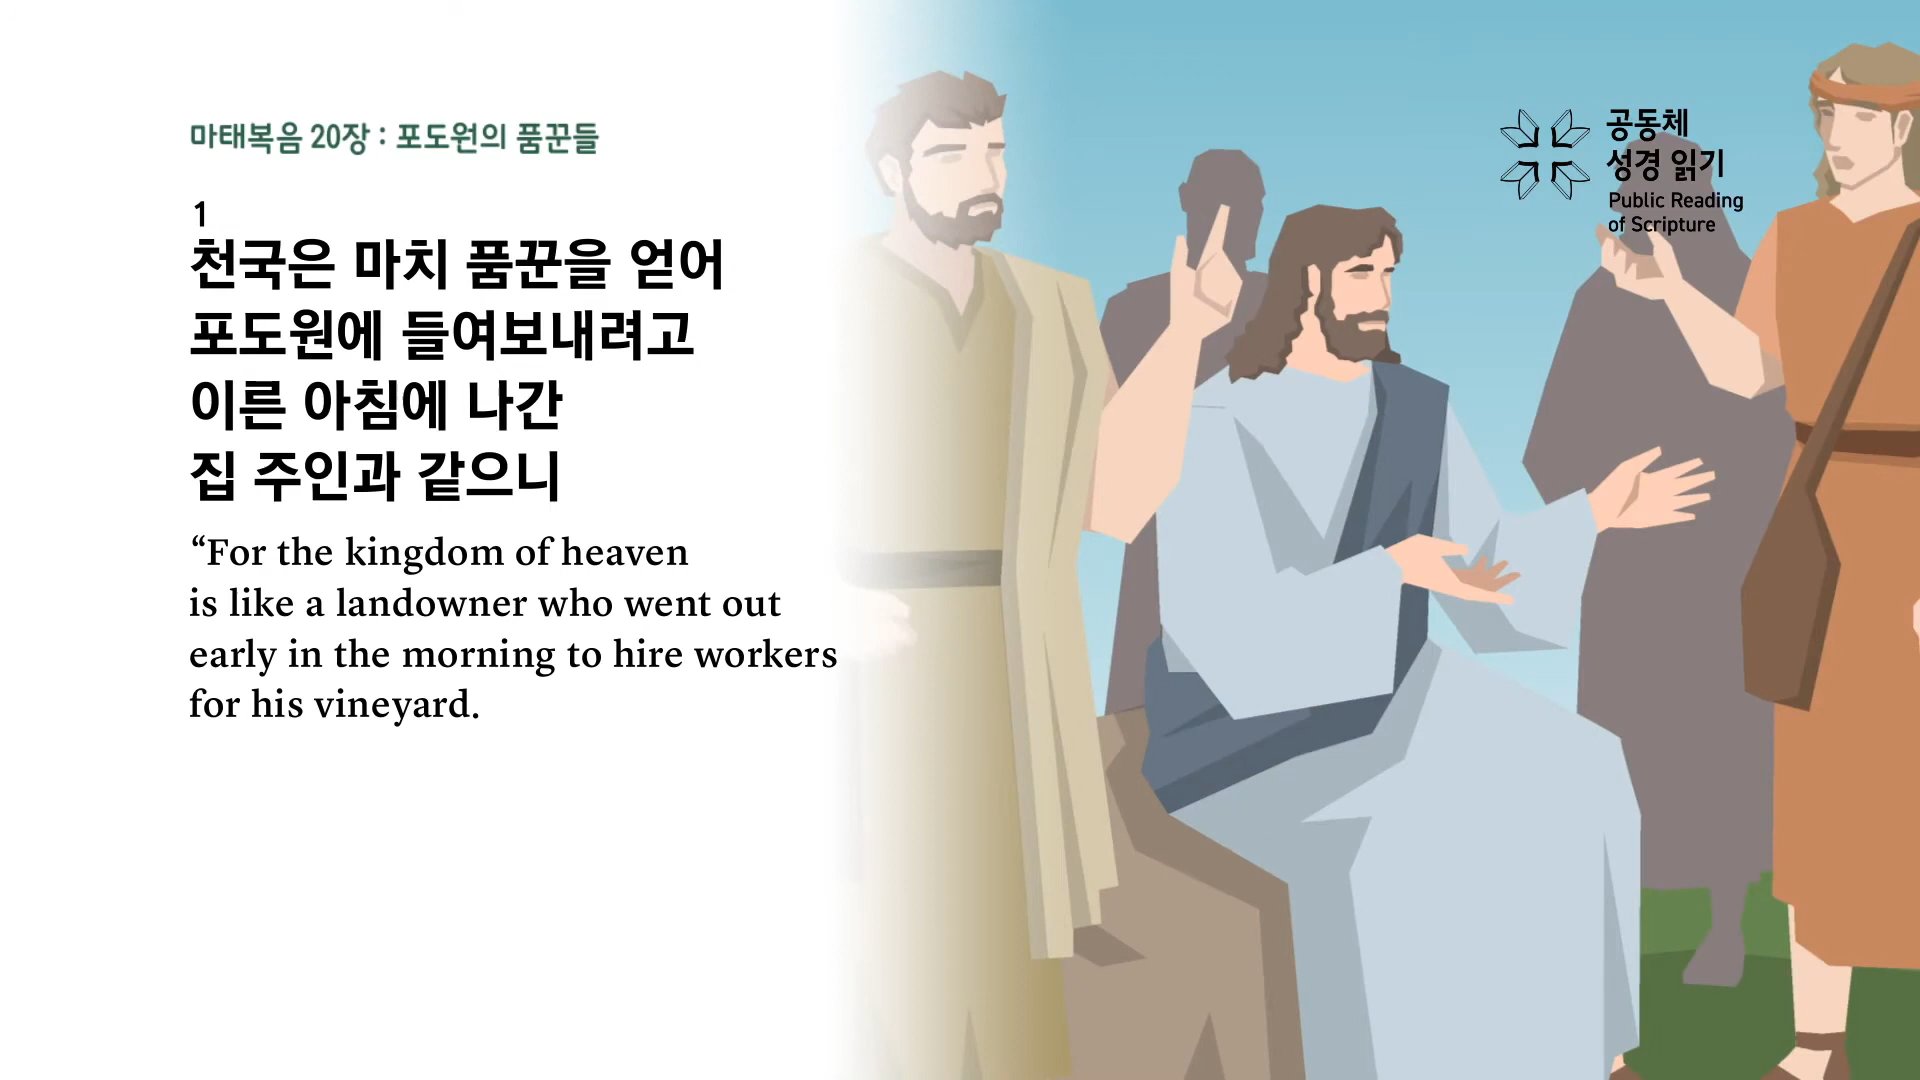 마태복음 20장 : 포도원의 품꾼들
1
천국은 마치 품꾼을 얻어
포도원에 들여보내려고
이른 아침에 나간
집 주인과 같으니
“For the kingdom of heaven
is like a landowner who went out
early in the morning to hire workers
for his vineyard.
공동체
성경 읽기
Public Reading
of Scripture